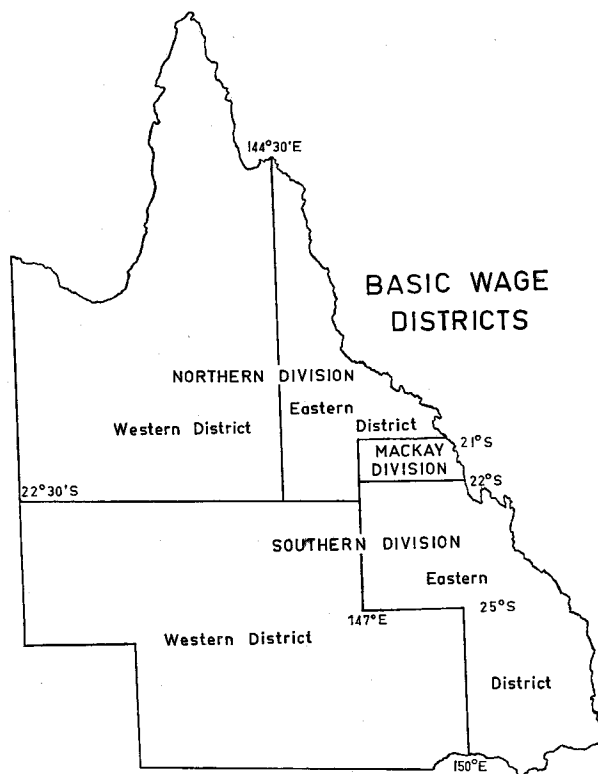 144°30'E
BASIC WAGE
DISTRICTS
NORTHERN DIVISION
Eastern
Western District
District
21°S
MACKAY
DIVISION
22°S
22°30'S
SOUTHERN DIVISION
Eastern
25°S
147°E
Western District
District
150°E